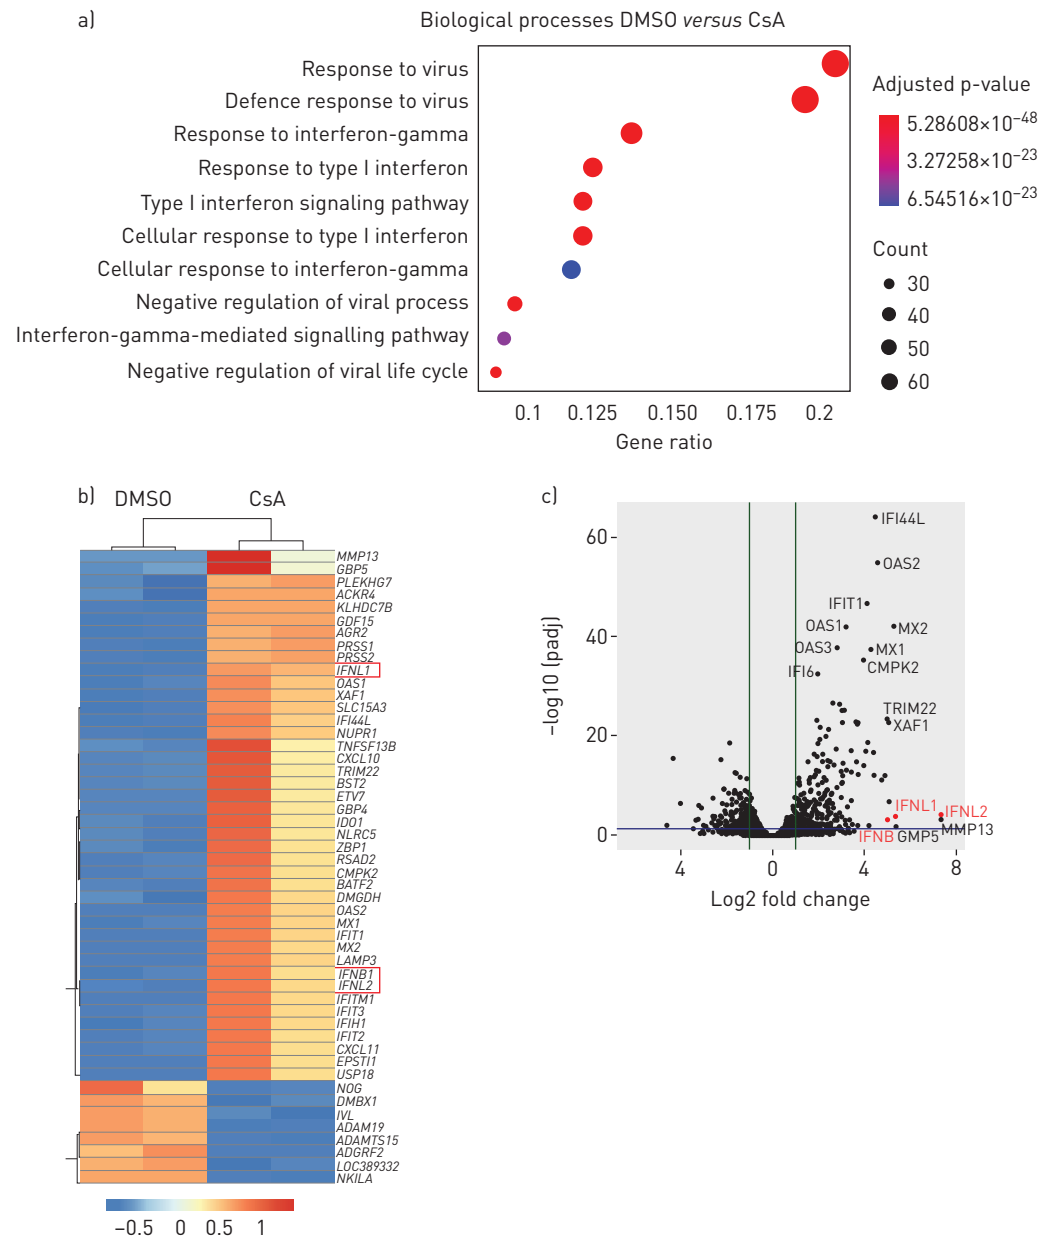 a)
Biological processes DMSO versus CsA
Response to virus
Defence response to virus
Response to interferon-gamma
Response to type I interferon
Type I interferon signaling pathway
Cellular response to type I interferon
Cellular response to interferon-gamma
Negative regulation of viral process
Interferon-gamma-mediated signalling pathway
Negative regulation of viral life cycle
0.1 0.125 0.150 0.175 0.2
Gene ratio
Adjusted p-value
5.28608×10⁻⁴⁸
3.27258×10⁻²³
6.54516×10⁻²³
Count
30
40
50
60
b)
DMSO CsA
MMP13
GBP5
PLEKHG7
ACKR4
KLHDC7B
GDF15
AGR2
PRSS1
PRSS2
IFNL1
OAS1
XAF1
SLC15A3
IFI44L
NUPR1
TNFSF13B
CXCL10
TRIM22
BST2
ETV7
GBP4
IDO1
NLRC5
ZBP1
RSAD2
CMPK2
BATF2
DMGDH
OAS2
MX1
IFIT1
MX2
LAMP3
IFNB1
IFNL2
IFITM1
IFIT3
IFIH1
IFIT2
CXCL11
EPSTI1
USP18
NOG
DMBX1
IVL
ADAM19
ADAMTS15
ADGRF2
LOC389332
NKILA
−0.5 0 0.5 1
c)
−log10 (padj)
60
40
20
0
IFI44L
OAS2
IFIT1
OAS1
MX2
OAS3
MX1
CMPK2
IFI6
TRIM22
XAF1
IFNL1
IFNL2
MMP13
IFNB
GMP5
4 0 4 8
Log2 fold change